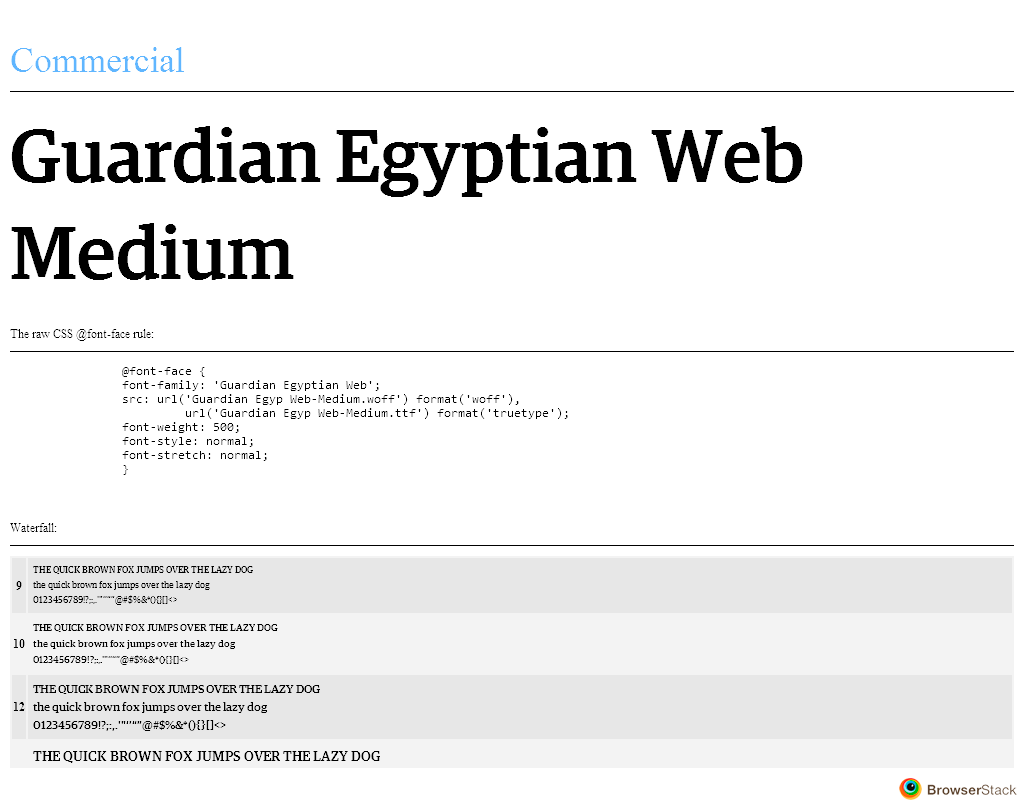 Commercial
Guardian Egyptian Web
Medium
The raw CSS @font-face rule:
@font-face {
font-family: 'Guardian Egyptian Web';
src: url('Guardian Egyp Web-Medium.woff') format('woff'),
url('Guardian Egyp Web-Medium.ttf') format('truetype');
font-weight: 500;
font-style: normal;
font-stretch: normal;
}
Waterfall:
THE QUICK BROWN FOX JUMPS OVER THE LAZY DOG
9 the quick brown fox jumps over the lazy dog
0123456789!?;:,.'"‘’“”@#$%&*(){}[]<>
THE QUICK BROWN FOX JUMPS OVER THE LAZY DOG
10 the quick brown fox jumps over the lazy dog
0123456789!?;:,.'"‘’“”@#$%&*(){}[]<>
THE QUICK BROWN FOX JUMPS OVER THE LAZY DOG
12 the quick brown fox jumps over the lazy dog
0123456789!?;:,.'"‘’“”@#$%&*(){}[]<>
THE QUICK BROWN FOX JUMPS OVER THE LAZY DOG
BrowserStack